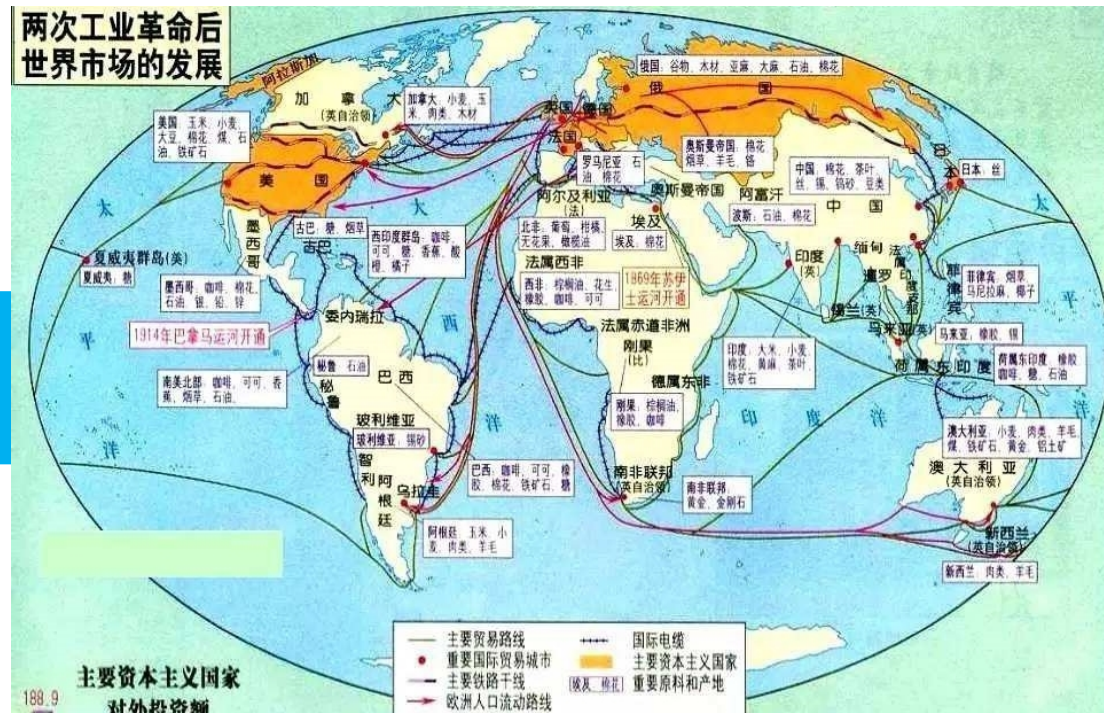 两次工业革命后
世界市场的发展
阿拉斯加
加拿大
(英自治领)
加拿大、小麦、玉
米、肉类、木材
美国：玉米、小麦、
大豆、棉花、煤、石
油、铁矿石
美国
英国
德国
法国
俄国
俄国：谷物、木材、亚麻、大麻、石油、棉花
奥斯曼帝国、棉花
烟草、羊毛、铬
罗马尼亚 石
油 棉花
奥斯曼帝国
中国：棉花、茶叶
丝、锡、钨砂、豆类
日本
日本：丝
中国
阿富汗
波斯：石油、棉花
阿尔及利亚
(法)
埃及
埃及：棉花
北非：葡萄、柑橘、
无花果、橄榄油
法属西非
西非：棕榈油、花生
橡胶、咖啡、可可
1869年苏伊
士运河开通
印度
(英)
缅甸
暹罗
法属印度支那
菲律宾
菲律宾、烟草
马尼拉麻、椰子
锡兰(英)
马来亚(英)
马来亚：橡胶、锡
荷属东印度
荷属东印度、橡胶
咖啡、糖、石油
印度：大米、小麦、
棉花、黄麻、茶叶、
铁矿石
太平洋
大西洋
印度洋
太平洋
墨西哥
古巴：糖、烟草
古巴
西印度群岛：咖啡、
可可、糖、香蕉、酸
橙、橘子
夏威夷群岛(英)
夏威夷：糖
墨西哥、咖啡、棉花、
石油、银、铅、锌
1914年巴拿马运河开通
委内瑞拉
南美北部：咖啡、可可、香
蕉、烟草、石油、
秘鲁 石油
秘鲁
巴西
玻利维亚
玻利维亚：锡砂
智利
阿根廷
乌拉圭
巴西：咖啡、可可、橡
胶、棉花、铁矿石、糖
阿根廷 玉米、小
麦、肉类、羊毛
法属赤道非洲
刚果
(比)
德属东非
刚果：棕榈油、
橡胶、咖啡
南非联邦
(英自治领)
南非联邦：
黄金、金刚石
澳大利亚、小麦、肉类、羊毛、
煤、铁矿石、黄金、铝土矿
澳大利亚
(英自治领)
新西兰
(英自治领)
新西兰：肉类、羊毛
主要贸易路线
重要国际贸易城市
主要铁路干线
欧洲人口流动路线
国际电缆
主要资本主义国家
埃及 棉花 重要原料和产地
主要资本主义国家
对外投资额
188.9